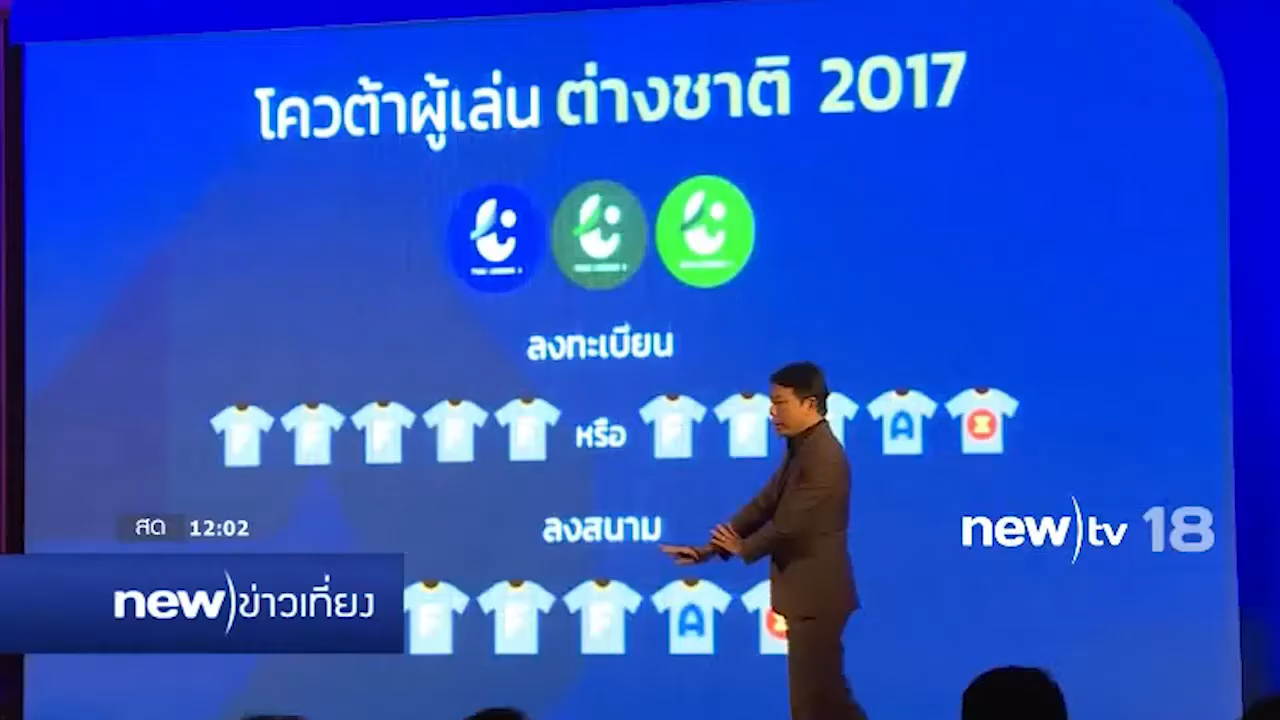 โควต้าผู้เล่น ต่างชาติ 2017
ลงทะเบียน
F F F F F หรือ F F A
ลงสนาม
F F F A
สด 12:02
new)tv 18
new)ข่าวเที่ยง